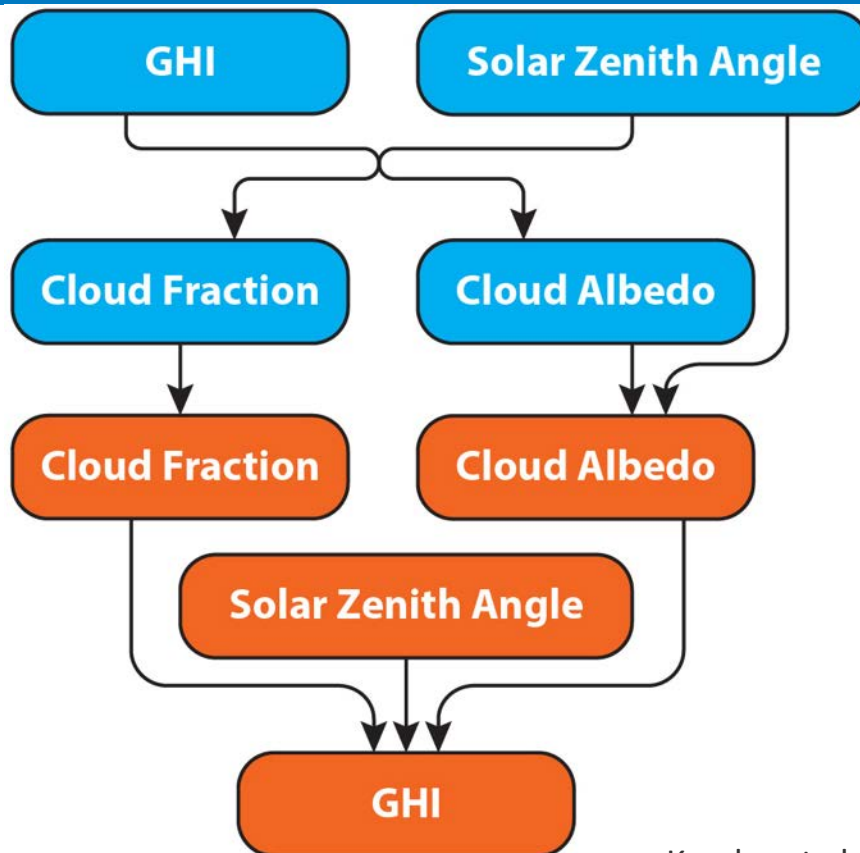 GHI
Solar Zenith Angle
Cloud Fraction
Cloud Albedo
Cloud Fraction
Cloud Albedo
Solar Zenith Angle
GHI